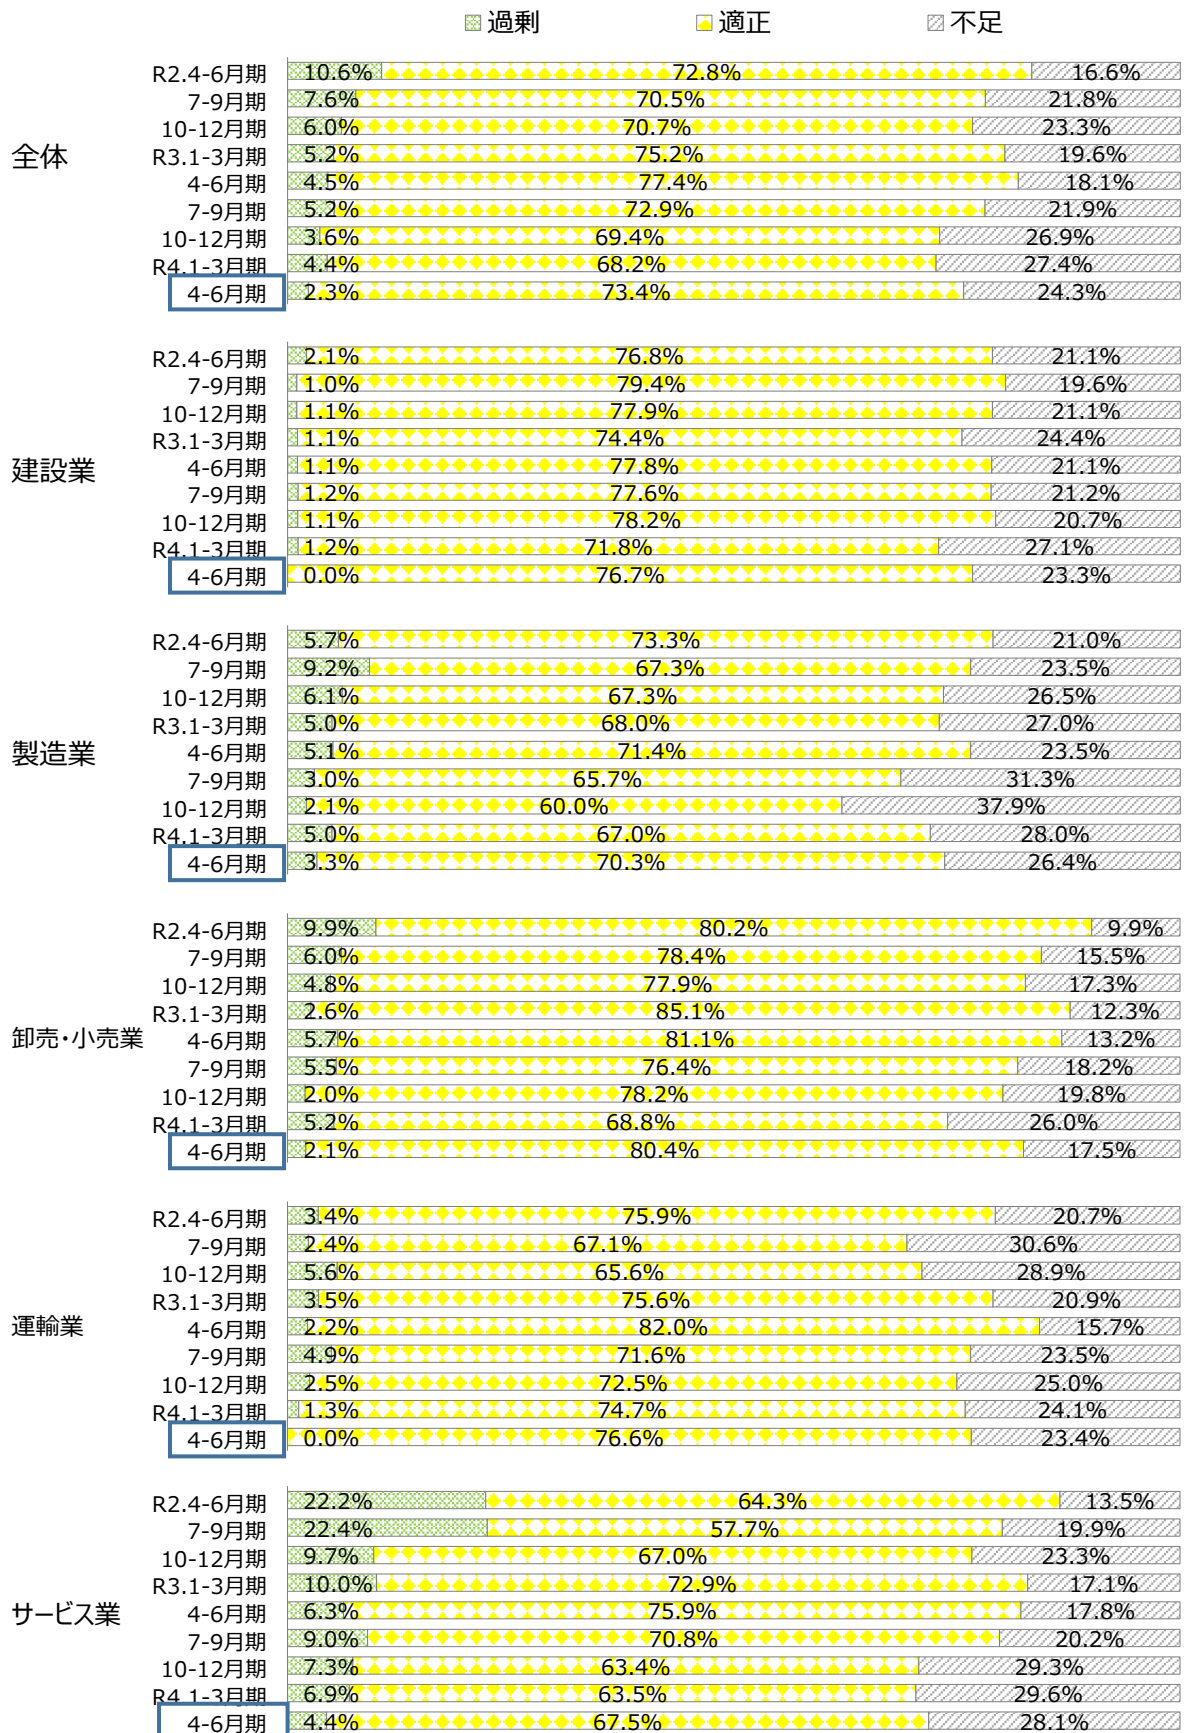 過剰 適正 不足
全体
R2.4-6月期 10.6% 72.8% 16.6%
7-9月期 7.6% 70.5% 21.8%
10-12月期 6.0% 70.7% 23.3%
R3.1-3月期 5.2% 75.2% 19.6%
4-6月期 4.5% 77.4% 18.1%
7-9月期 5.2% 72.9% 21.9%
10-12月期 3.6% 69.4% 26.9%
R4.1-3月期 4.4% 68.2% 27.4%
4-6月期 2.3% 73.4% 24.3%
建設業
R2.4-6月期 2.1% 76.8% 21.1%
7-9月期 1.0% 79.4% 19.6%
10-12月期 1.1% 77.9% 21.1%
R3.1-3月期 1.1% 74.4% 24.4%
4-6月期 1.1% 77.8% 21.1%
7-9月期 1.2% 77.6% 21.2%
10-12月期 1.1% 78.2% 20.7%
R4.1-3月期 1.2% 71.8% 27.1%
4-6月期 0.0% 76.7% 23.3%
製造業
R2.4-6月期 5.7% 73.3% 21.0%
7-9月期 9.2% 67.3% 23.5%
10-12月期 6.1% 67.3% 26.5%
R3.1-3月期 5.0% 68.0% 27.0%
4-6月期 5.1% 71.4% 23.5%
7-9月期 3.0% 65.7% 31.3%
10-12月期 2.1% 60.0% 37.9%
R4.1-3月期 5.0% 67.0% 28.0%
4-6月期 3.3% 70.3% 26.4%
卸売・小売業
R2.4-6月期 9.9% 80.2% 9.9%
7-9月期 6.0% 78.4% 15.5%
10-12月期 4.8% 77.9% 17.3%
R3.1-3月期 2.6% 85.1% 12.3%
4-6月期 5.7% 81.1% 13.2%
7-9月期 5.5% 76.4% 18.2%
10-12月期 2.0% 78.2% 19.8%
R4.1-3月期 5.2% 68.8% 26.0%
4-6月期 2.1% 80.4% 17.5%
運輸業
R2.4-6月期 3.4% 75.9% 20.7%
7-9月期 2.4% 67.1% 30.6%
10-12月期 5.6% 65.6% 28.9%
R3.1-3月期 3.5% 75.6% 20.9%
4-6月期 2.2% 82.0% 15.7%
7-9月期 4.9% 71.6% 23.5%
10-12月期 2.5% 72.5% 25.0%
R4.1-3月期 1.3% 74.7% 24.1%
4-6月期 0.0% 76.6% 23.4%
サービス業
R2.4-6月期 22.2% 64.3% 13.5%
7-9月期 22.4% 57.7% 19.9%
10-12月期 9.7% 67.0% 23.3%
R3.1-3月期 10.0% 72.9% 17.1%
4-6月期 6.3% 75.9% 17.8%
7-9月期 9.0% 70.8% 20.2%
10-12月期 7.3% 63.4% 29.3%
R4.1-3月期 6.9% 63.5% 29.6%
4-6月期 4.4% 67.5% 28.1%